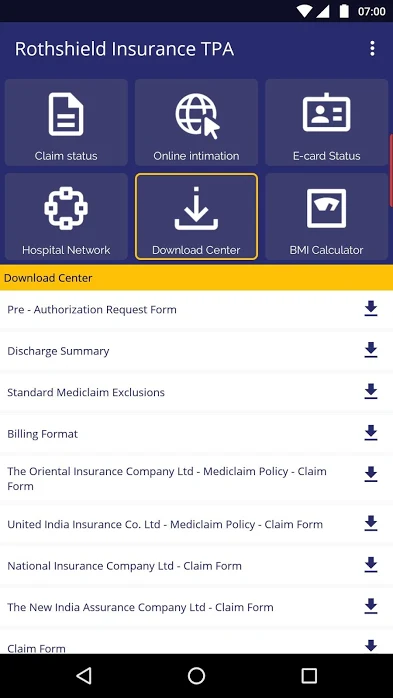 07:00
Rothshield Insurance TPA
Claim status
Online intimation
E-card Status
Hospital Network
Download Center
BMI Calculator
Download Center
Pre - Authorization Request Form
Discharge Summary
Standard Mediclaim Exclusions
Billing Format
The Oriental Insurance Company Ltd - Mediclaim Policy - Claim
Form
United India Insurance Co. Ltd - Mediclaim Policy - Claim Form
National Insurance Company Ltd - Claim Form
The New India Assurance Company Ltd - Claim Form
Claim Form